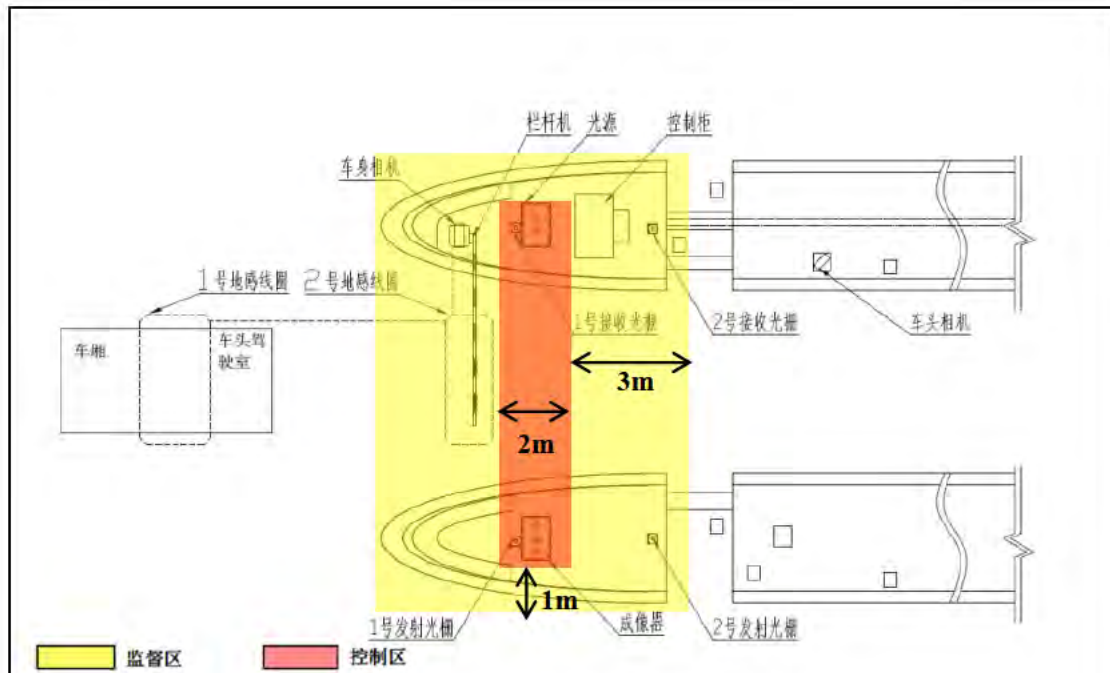 栏杆机
光源
控制柜
车身相机
1号地感线圈
2号地感线圈
1号接收光栅
2号接收光栅
车头相机
车厢
车头驾
驶室
3m
2m
1m
1号发射光栅
成像器
2号发射光栅
监督区
控制区